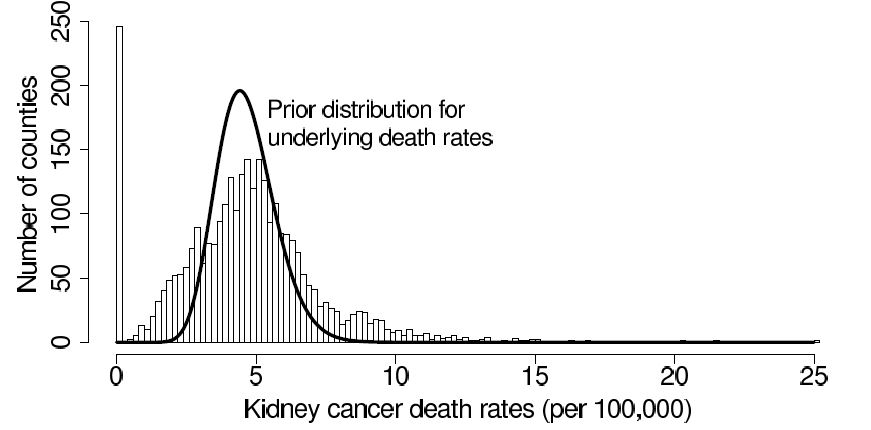 250
200
150
100
50
0
Number of counties
Prior distribution for
underlying death rates
0 5 10 15 20 25
Kidney cancer death rates (per 100,000)